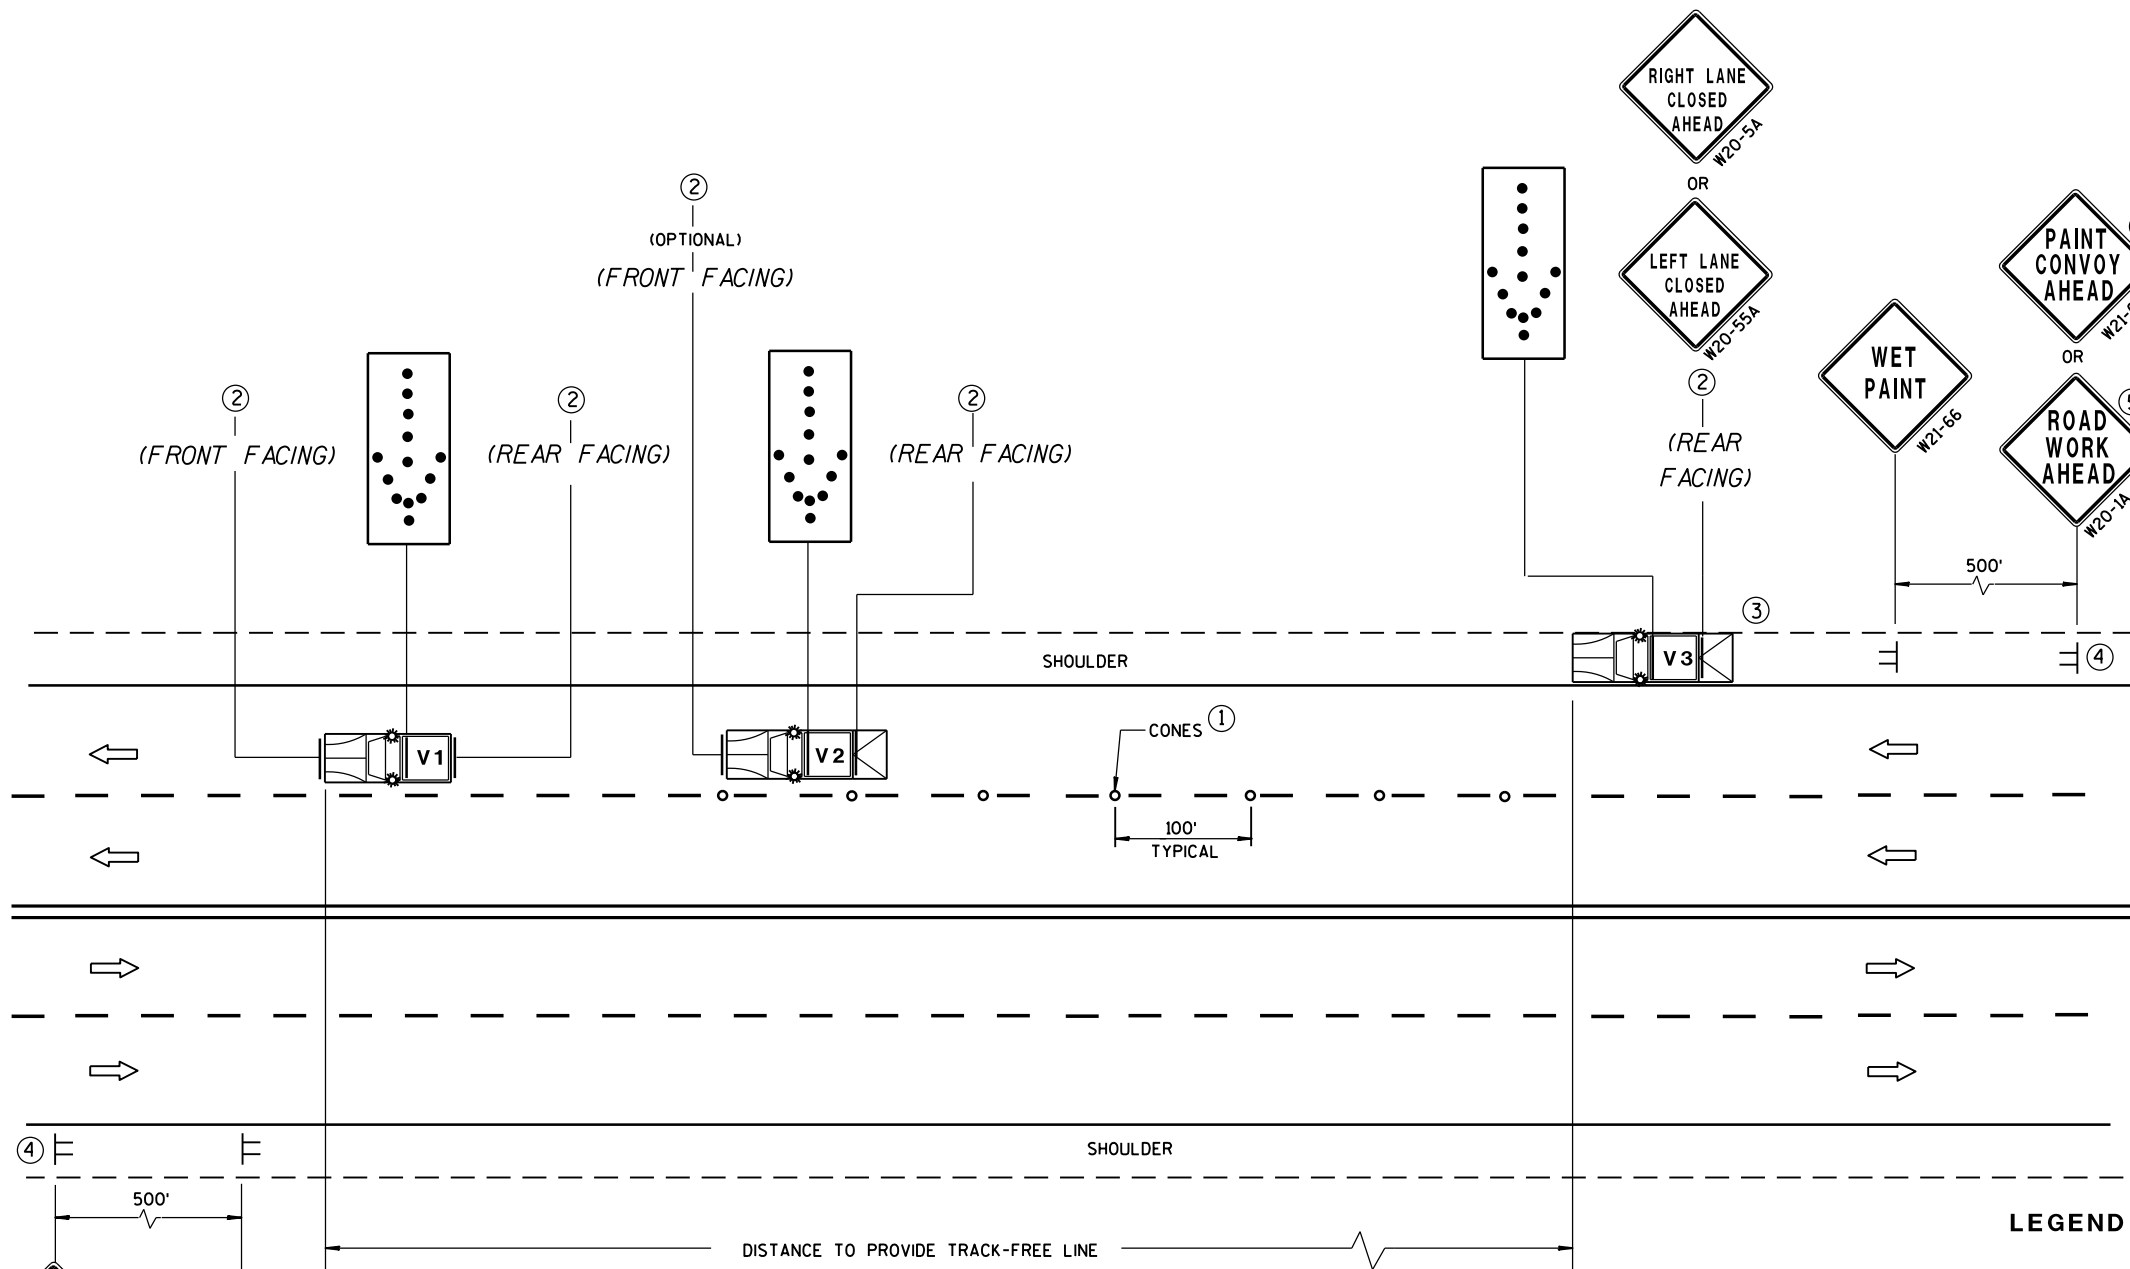 RIGHT LANE
CLOSED
AHEAD
W20-5A
OR
LEFT LANE
CLOSED
AHEAD
W20-55A
2
(REAR
FACING)
2
(OPTIONAL)
(FRONT FACING)
2
(FRONT FACING)
2
(REAR FACING)
2
(REAR FACING)
WET
PAINT
W21-66
PAINT
CONVOY
AHEAD
OR
ROAD
WORK
AHEAD
W20-1A
500'
3
SHOULDER
V3
4
V1
V2
CONES 1
100'
TYPICAL
4
SHOULDER
500'
DISTANCE TO PROVIDE TRACK-FREE LINE
LEGEND